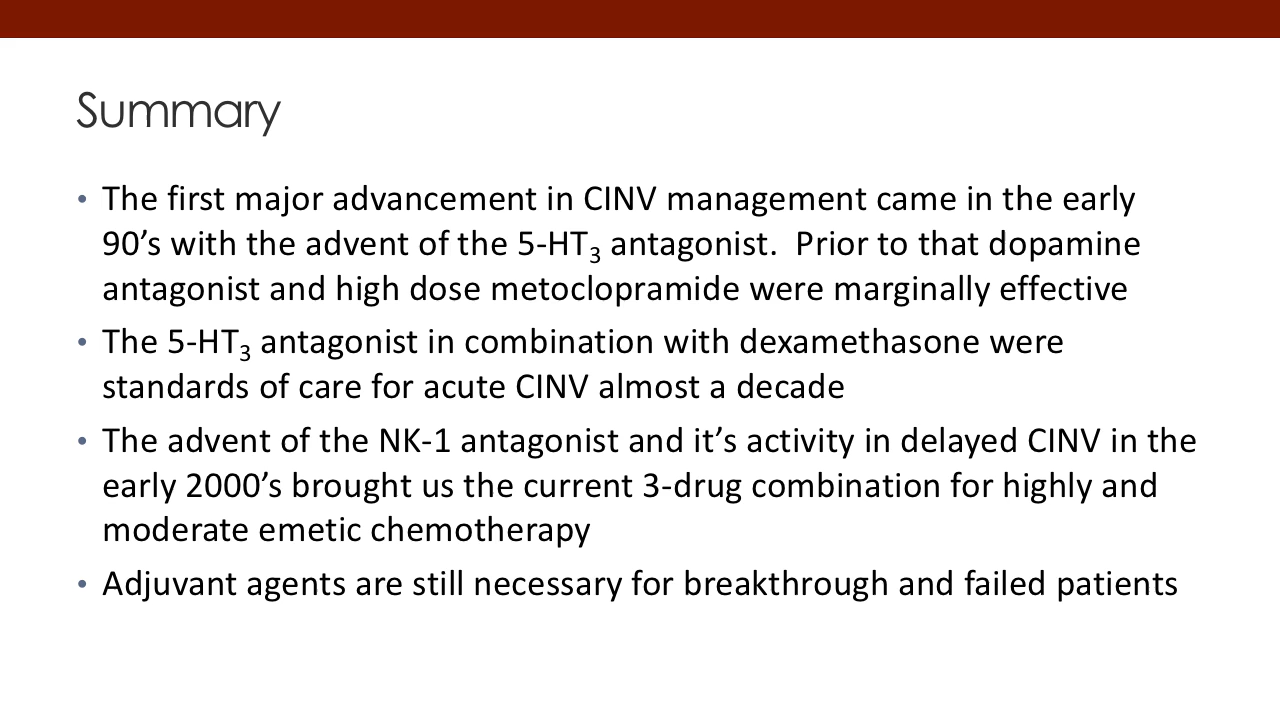 Summary
• The first major advancement in CINV management came in the early
90’s with the advent of the 5-HT₃ antagonist.  Prior to that dopamine
antagonist and high dose metoclopramide were marginally effective
• The 5-HT₃ antagonist in combination with dexamethasone were
standards of care for acute CINV almost a decade
• The advent of the NK-1 antagonist and it’s activity in delayed CINV in the
early 2000’s brought us the current 3-drug combination for highly and
moderate emetic chemotherapy
• Adjuvant agents are still necessary for breakthrough and failed patients